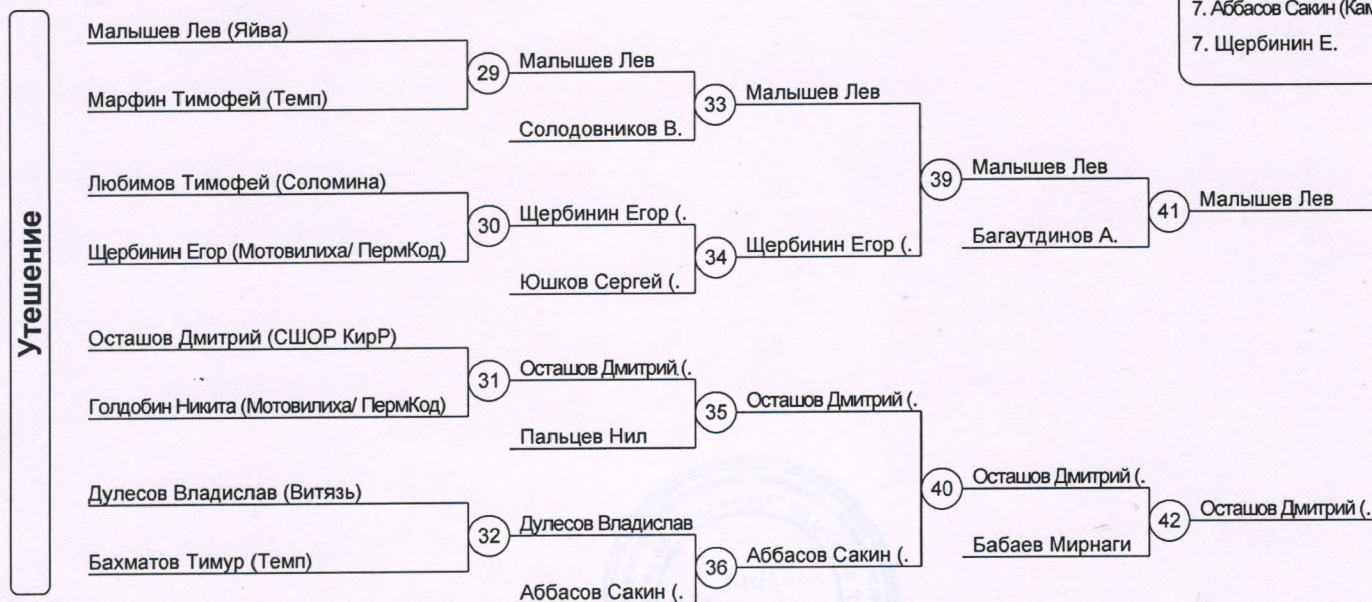 7. Аббасов Сакин (Кам
7. Щербинин Е.
Утешение
Малышев Лев (Яйва)
Марфин Тимофей (Темп)
29
Малышев Лев
Солодовников В.
33
Малышев Лев
Любимов Тимофей (Соломина)
Щербинин Егор (Мотовилиха/ ПермКод)
30
Щербинин Егор (.
Юшков Сергей (.
34
Щербинин Егор (.
39
Малышев Лев
Багаутдинов А.
41
Малышев Лев
Осташов Дмитрий (СШОР КирР)
Голдобин Никита (Мотовилиха/ ПермКод)
31
Осташов Дмитрий (.
Пальцев Нил
35
Осташов Дмитрий (.
Дулесов Владислав (Витязь)
Бахматов Тимур (Темп)
32
Дулесов Владислав
Аббасов Сакин (.
36
Аббасов Сакин (.
40
Осташов Дмитрий (.
Бабаев Мирнаги
42
Осташов Дмитрий (.